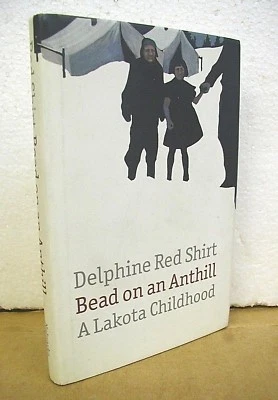 Delphine Red Shirt
Bead on an Anthill
A Lakota Childhood